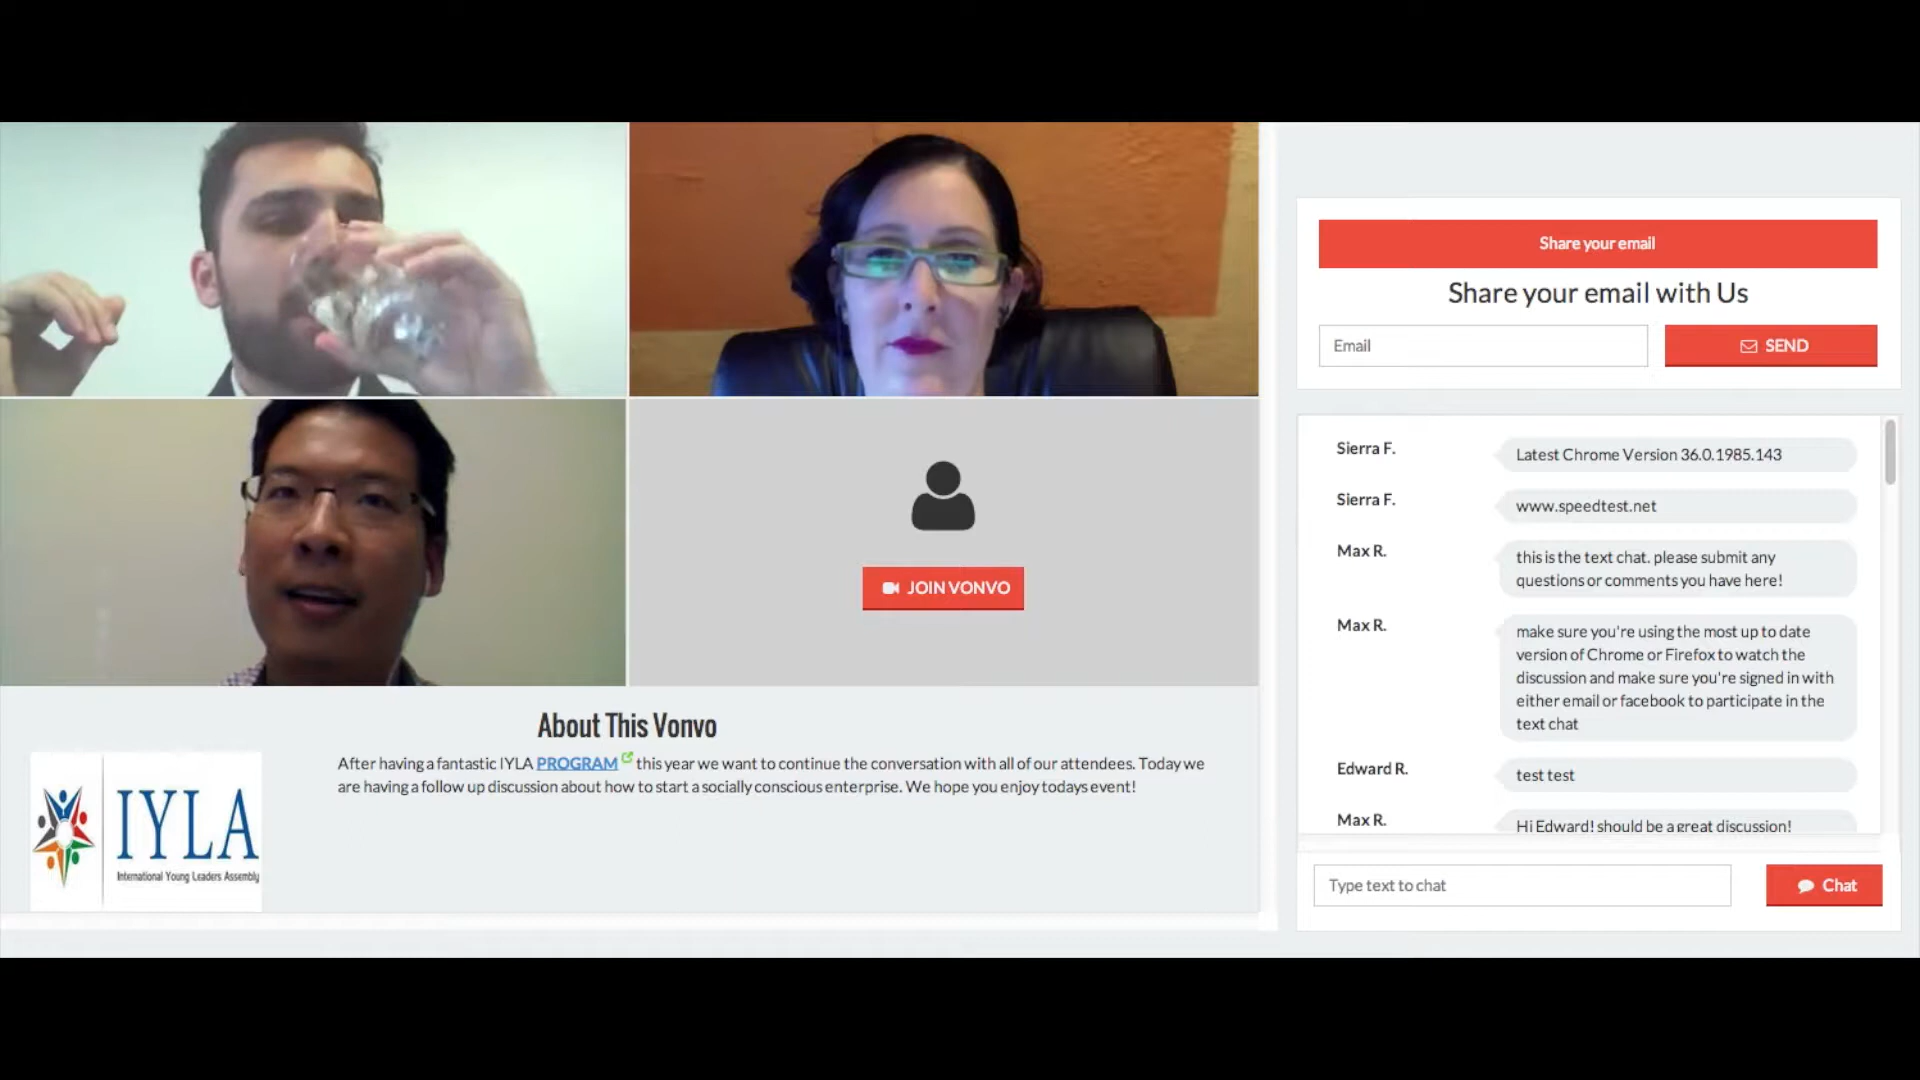 Share your email
Share your email with Us
Email
SEND
Sierra F.
Latest Chrome Version 36.0.1985.143
Sierra F.
www.speedtest.net
Max R.
this is the text chat. please submit any
questions or comments you have here!
Max R.
make sure you're using the most up to date
version of Chrome or Firefox to watch the
discussion and make sure you're signed in with
either email or facebook to participate in the
text chat
Edward R.
test test
Max R.
Hi Edward! should be a great discussion!
Type text to chat
Chat
JOIN VONVO
About This Vonvo
After having a fantastic IYLA PROGRAM this year we want to continue the conversation with all of our attendees. Today we
are having a follow up discussion about how to start a socially conscious enterprise. We hope you enjoy todays event!
IYLA
International Young Leaders Assembly